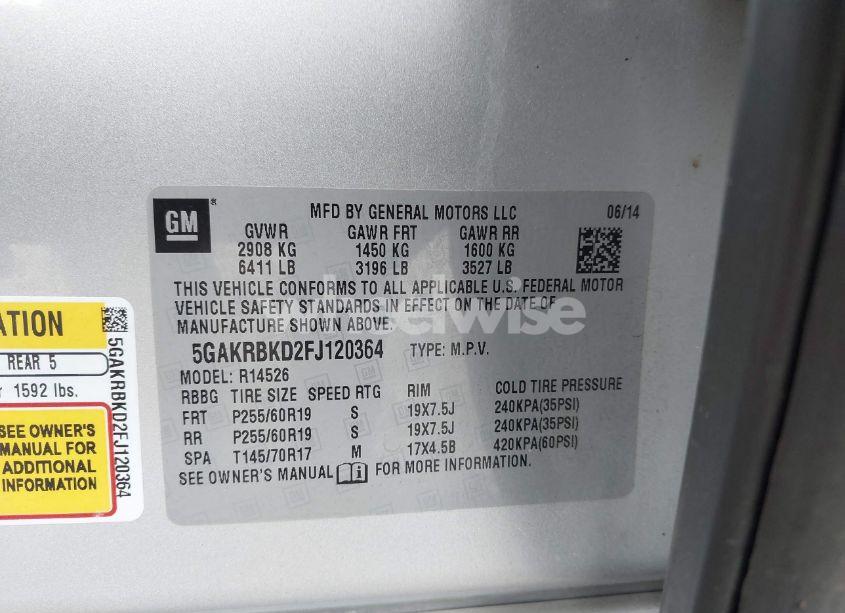 GM
MFD BY GENERAL MOTORS LLC 06/14
GVWR GAWR FRT GAWR RR
2908 KG 1450 KG 1600 KG
6411 LB 3196 LB 3527 LB
THIS VEHICLE CONFORMS TO ALL APPLICABLE U.S. FEDERAL MOTOR
VEHICLE SAFETY STANDARDS IN EFFECT ON THE DATE OF
MANUFACTURE SHOWN ABOVE.
5GAKRBKD2FJ120364 TYPE: M.P.V.
MODEL: R14526
RBBG TIRE SIZE SPEED RTG RIM COLD TIRE PRESSURE
FRT P255/60R19 S 19X7.5J 240KPA(35PSI)
RR P255/60R19 S 19X7.5J 240KPA(35PSI)
SPA T145/70R17 M 17X4.5B 420KPA(60PSI)
SEE OWNER'S MANUAL FOR MORE INFORMATION.
REAR 5
1592 lbs.
SEE OWNER'S
MANUAL FOR
ADDITIONAL
INFORMATION
5GAKRBKD2FJ120364